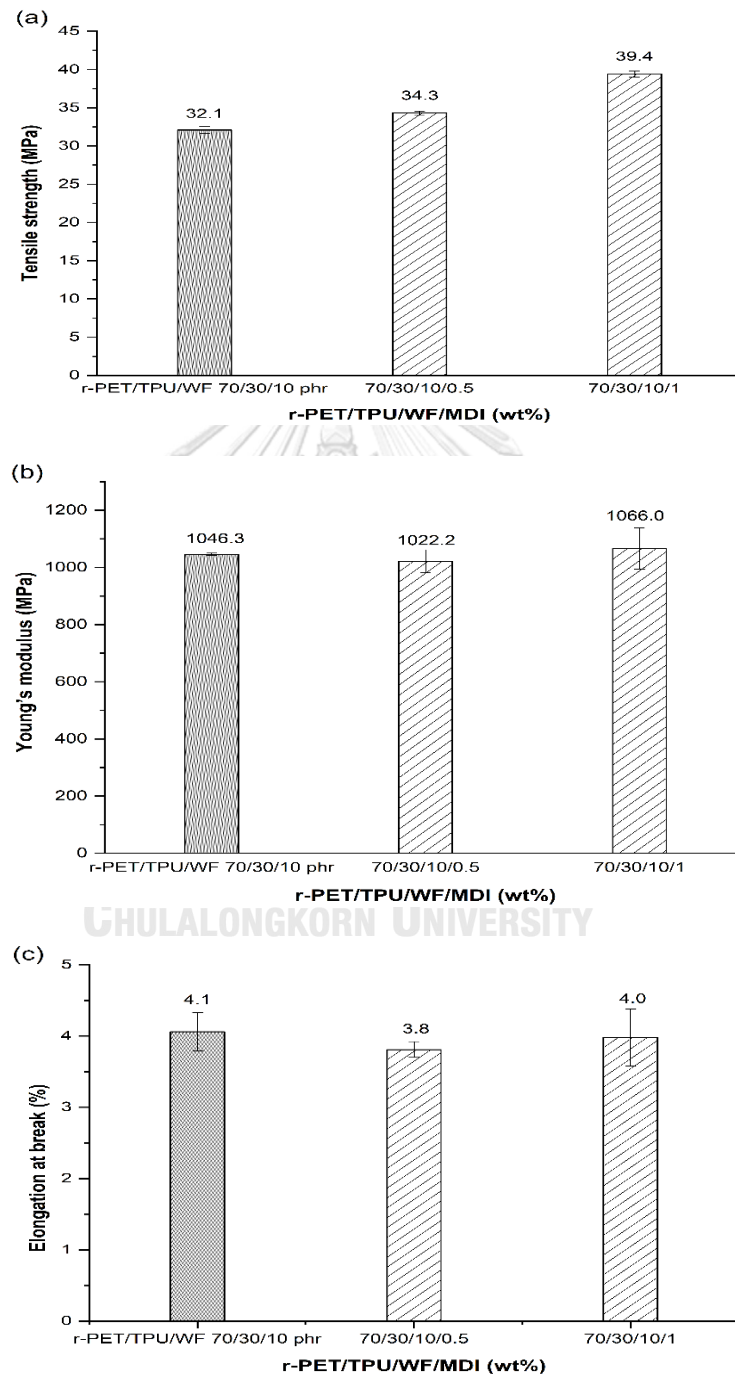 (a)
45
40
35
30
25
20
15
10
5
0
Tensile strength (MPa)
32.1
34.3
39.4
r-PET/TPU/WF 70/30/10 phr
70/30/10/0.5
70/30/10/1
r-PET/TPU/WF/MDI (wt%)
(b)
1200
1000
800
600
400
200
0
Young's modulus (MPa)
1046.3
1022.2
1066.0
r-PET/TPU/WF 70/30/10 phr
70/30/10/0.5
70/30/10/1
r-PET/TPU/WF/MDI (wt%)
CHULALONGKORN UNIVERSITY
(c)
5
4
3
2
1
0
Elongation at break (%)
4.1
3.8
4.0
r-PET/TPU/WF 70/30/10 phr
70/30/10/0.5
70/30/10/1
r-PET/TPU/WF/MDI (wt%)